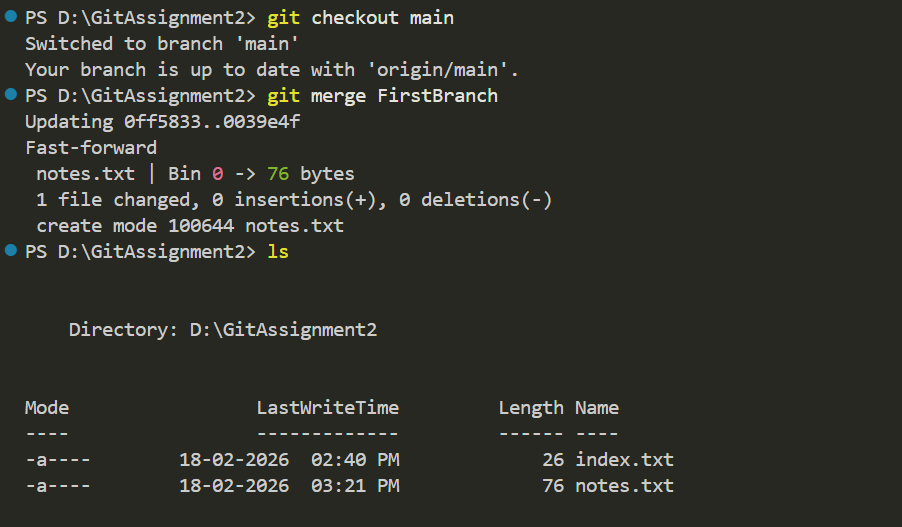 PS D:\GitAssignment2> git checkout main
Switched to branch 'main'
Your branch is up to date with 'origin/main'.
PS D:\GitAssignment2> git merge FirstBranch
Updating 0ff5833..0039e4f
Fast-forward
 notes.txt | Bin 0 -> 76 bytes
 1 file changed, 0 insertions(+), 0 deletions(-)
 create mode 100644 notes.txt
PS D:\GitAssignment2> ls
    Directory: D:\GitAssignment2
Mode                 LastWriteTime         Length Name
----                 -------------         ------ ----
-a----        18-02-2026  02:40 PM             26 index.txt
-a----        18-02-2026  03:21 PM             76 notes.txt